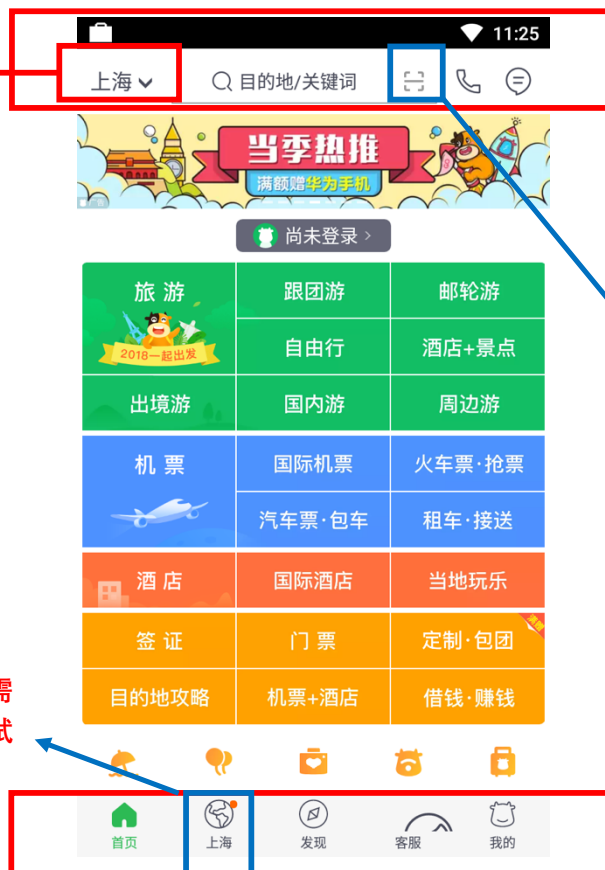 11:25
上海
目的地/关键词
当季热推
满额赠华为手机
尚未登录 >
旅 游
跟团游
邮轮游
2018一起出发
自由行
酒店+景点
出境游
国内游
周边游
机 票
国际机票
火车票·抢票
汽车票·包车
租车·接送
酒 店
国际酒店
当地玩乐
签 证
门 票
定制·包团
目的地攻略
机票+酒店
借钱·赚钱
需
试
首页
上海
发现
客服
我的